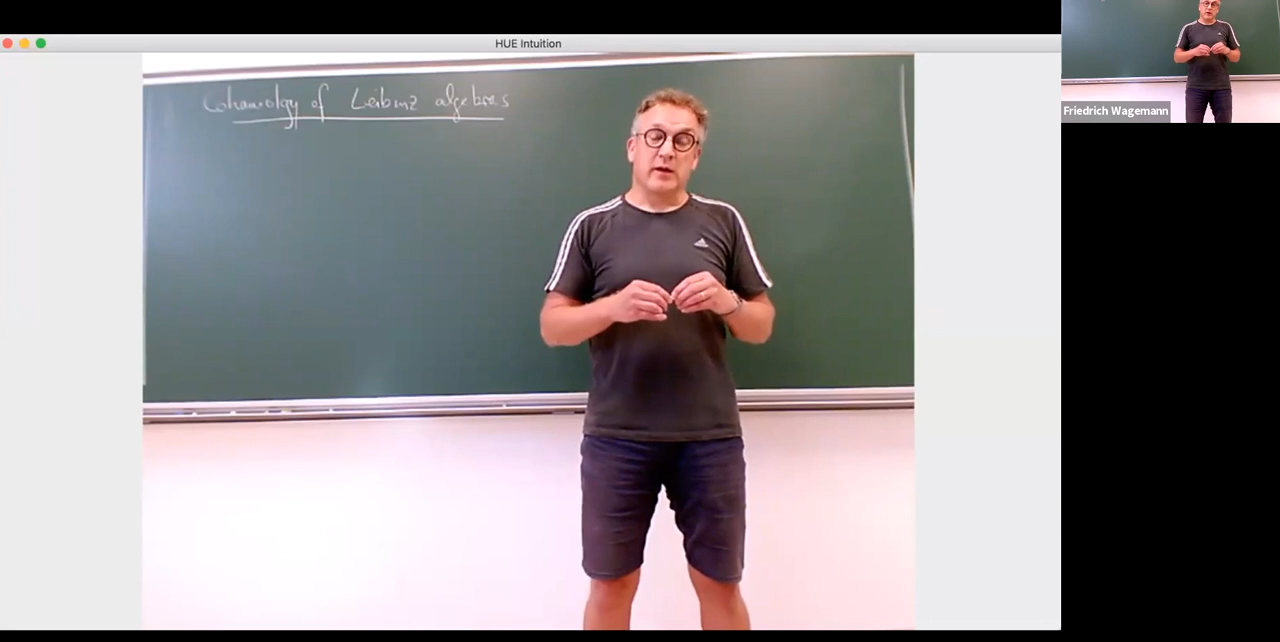 HUE Intuition
Cohomology of Leibniz algebras
Friedrich Wagemann